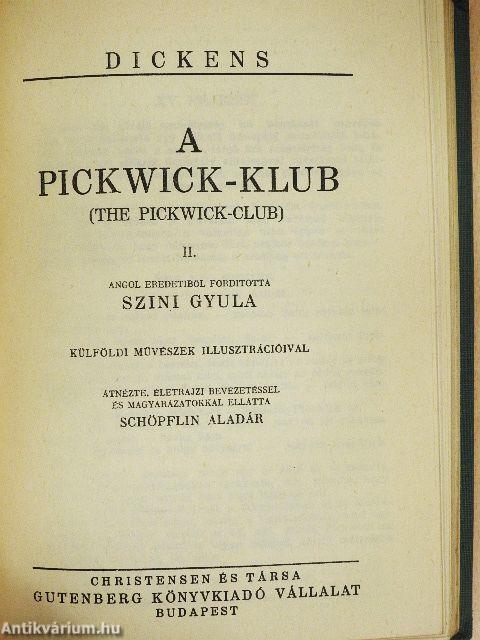 DICKENS
A
PICKWICK-KLUB
(THE PICKWICK-CLUB)
II.
ANGOL EREDETIBŐL FORDITOTTA
SZINI GYULA
KÜLFÖLDI MŰVÉSZEK ILLUSZTRÁCIÓIVAL
ÁTNÉZTE, ÉLETRAJZI BEVEZETÉSSEL
ÉS MAGYARÁZATOKKAL ELLÁTTA
SCHÖPFLIN ALADÁR
CHRISTENSEN ÉS TÁRSA
GUTENBERG KÖNYVKIADÓ VÁLLALAT
BUDAPEST
Antikvárium.hu